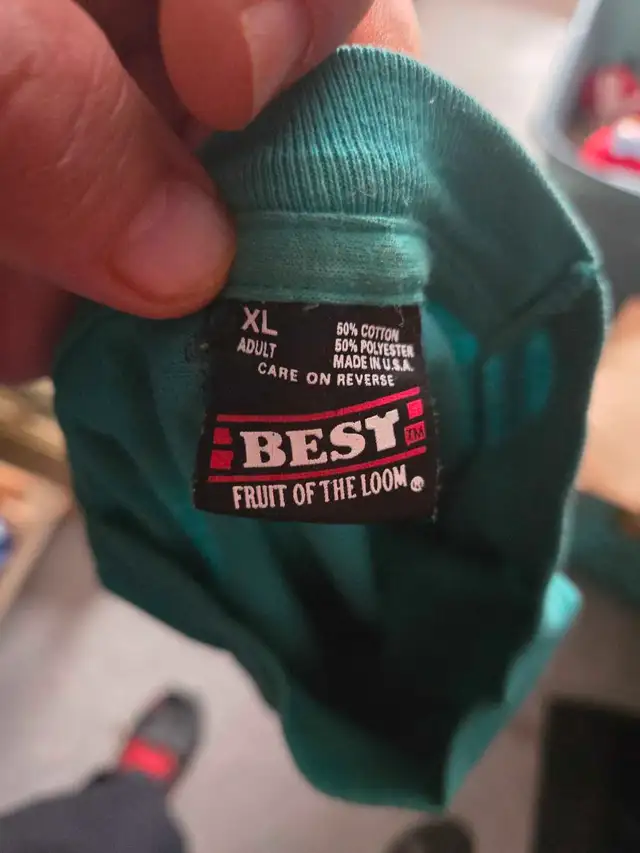 XL
ADULT
50% COTTON
50% POLYESTER
MADE IN U.S.A.
CARE ON REVERSE
BEST TM
FRUIT OF THE LOOM